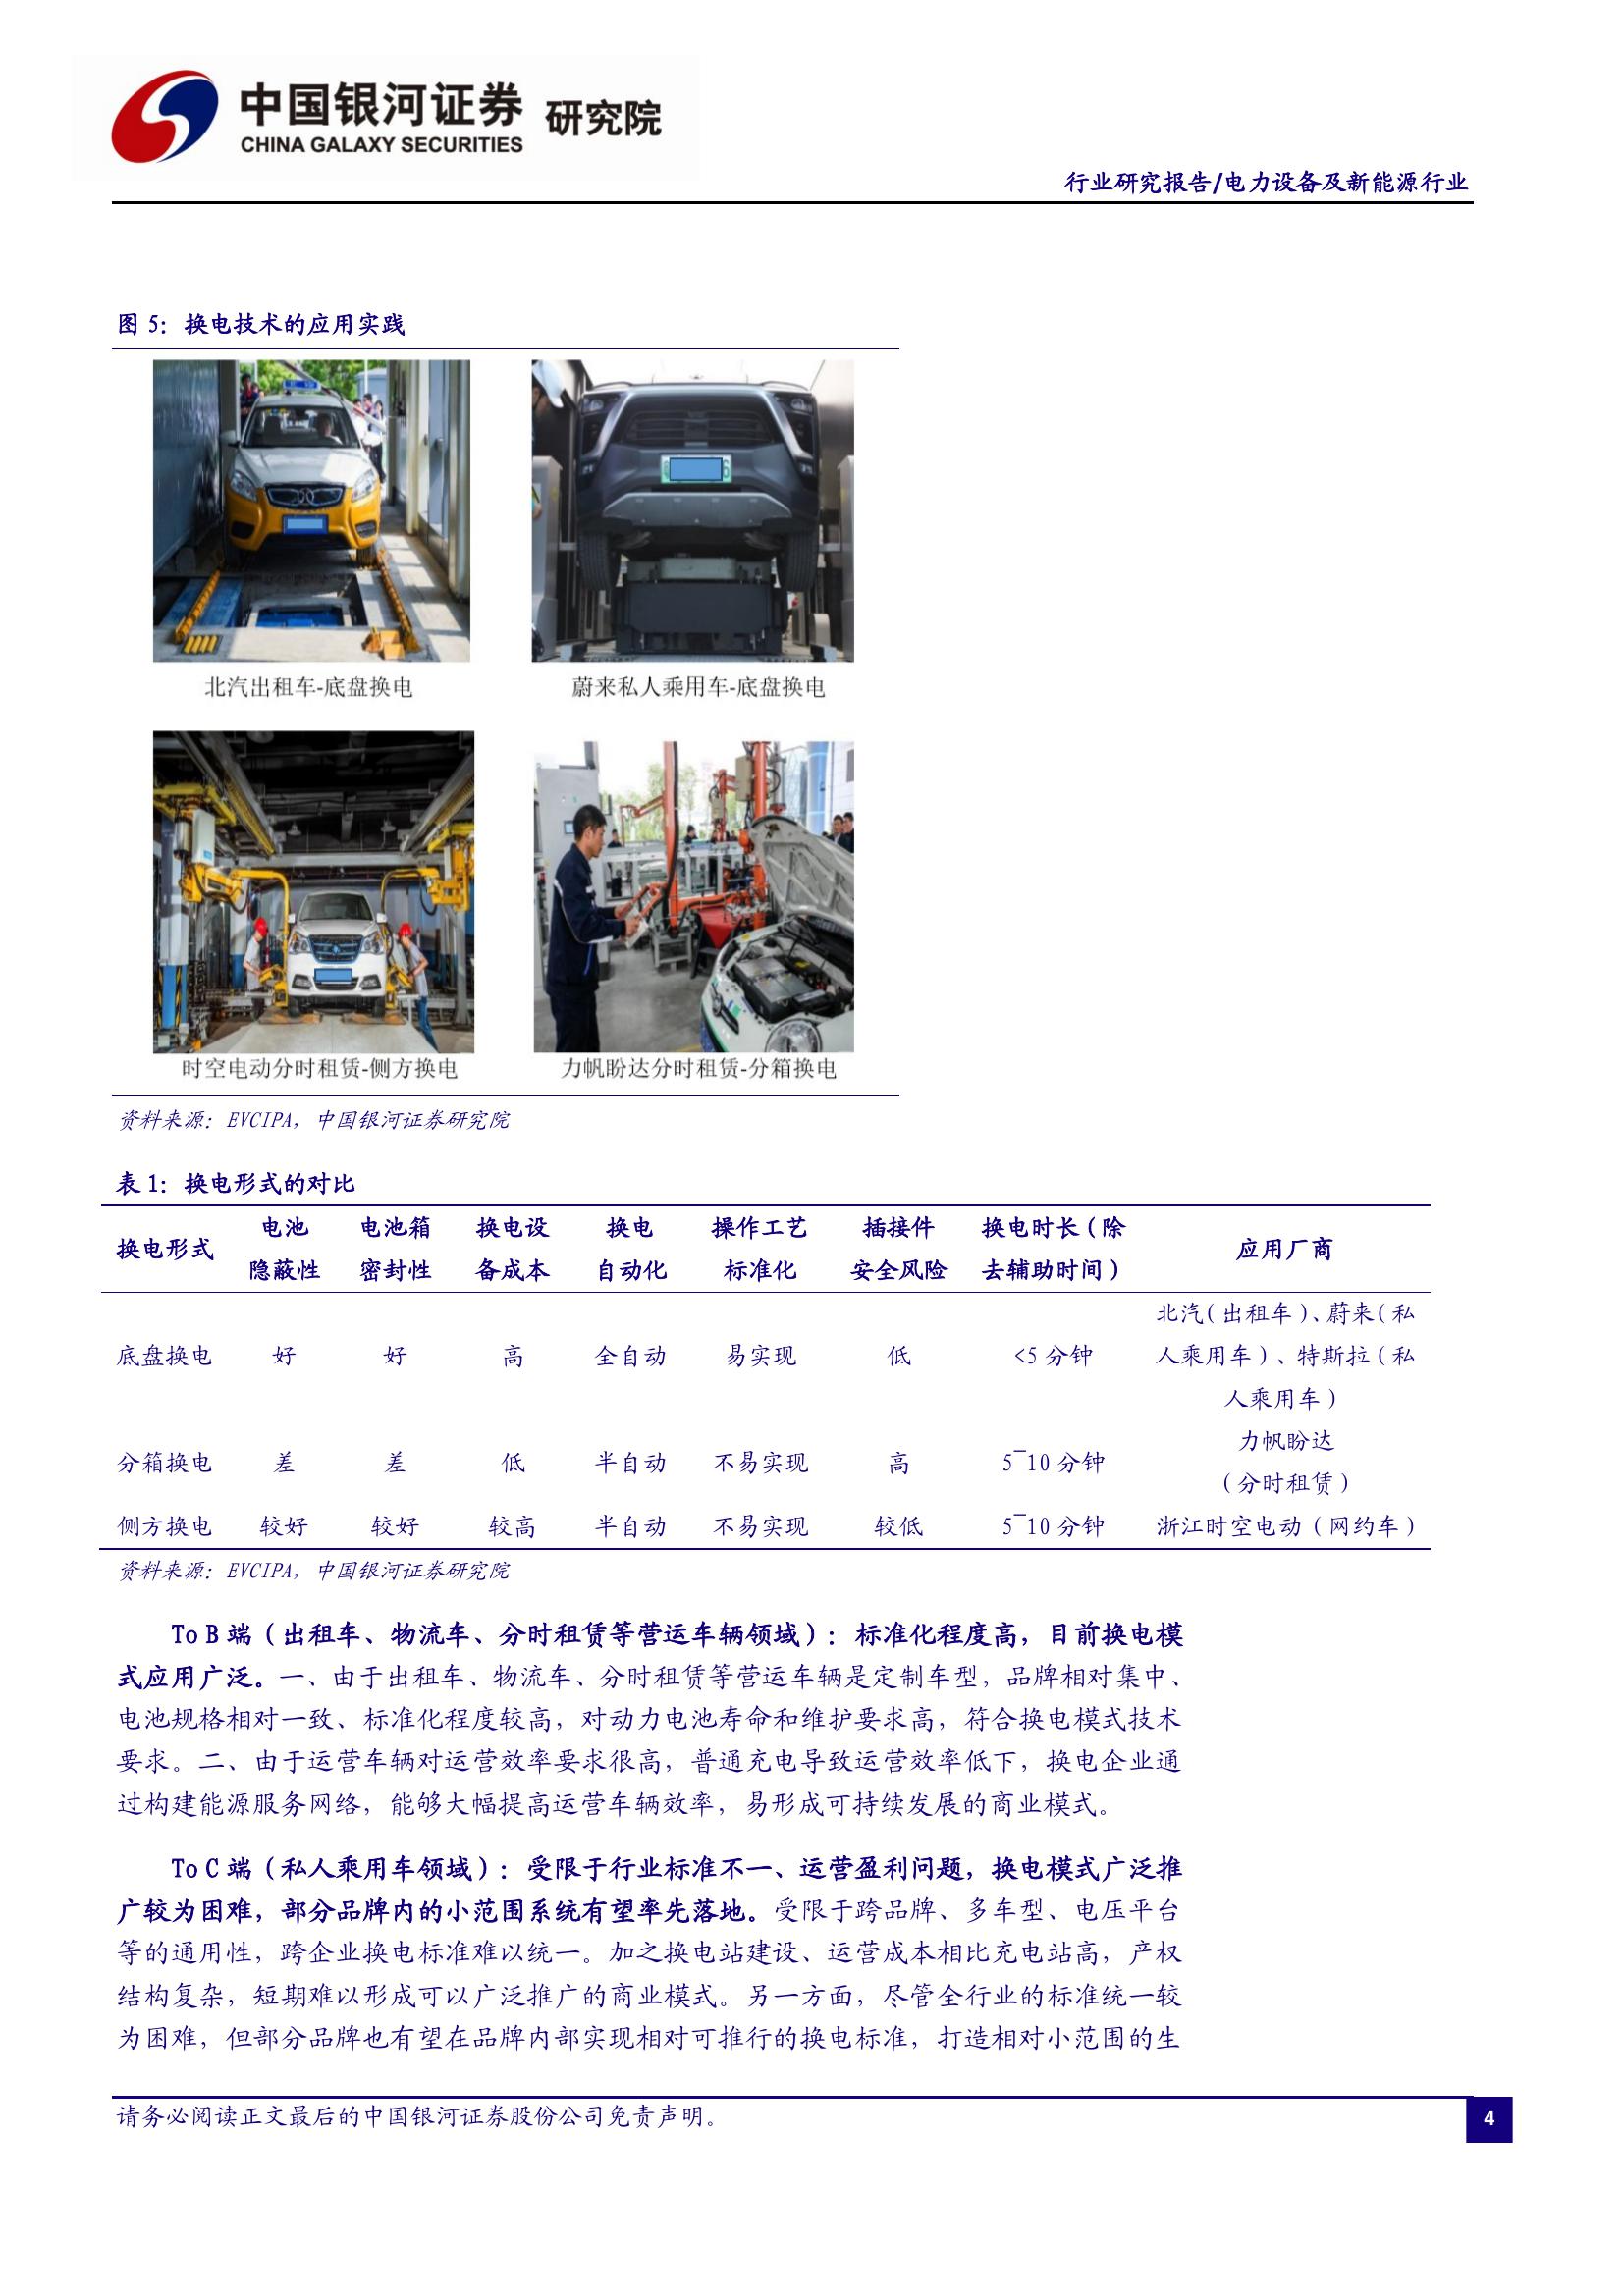 中国银河证券 研究院
CHINA GALAXY SECURITIES
行业研究报告/电力设备及新能源行业
图 5：换电技术的应用实践
北汽出租车-底盘换电
蔚来私人乘用车-底盘换电
时空电动分时租赁-侧方换电
力帆盼达分时租赁-分箱换电
资料来源：EVCIPA，中国银河证券研究院
表 1：换电形式的对比
换电形式 电池隐蔽性 电池箱密封性 换电设备成本 换电自动化 操作工艺标准化 插接件安全风险 换电时长（除去辅助时间） 应用厂商
底盘换电 好 好 高 全自动 易实现 低 <5 分钟 北汽（出租车）、蔚来（私人乘用车）、特斯拉（私人乘用车）
分箱换电 差 差 低 半自动 不易实现 高 5~10 分钟 力帆盼达（分时租赁）
侧方换电 较好 较好 较高 半自动 不易实现 较低 5~10 分钟 浙江时空电动（网约车）
资料来源：EVCIPA，中国银河证券研究院
To B 端（出租车、物流车、分时租赁等营运车辆领域）：标准化程度高，目前换电模
式应用广泛。一、由于出租车、物流车、分时租赁等营运车辆是定制车型，品牌相对集中、
电池规格相对一致、标准化程度较高，对动力电池寿命和维护要求高，符合换电模式技术
要求。二、由于运营车辆对运营效率要求很高，普通充电导致运营效率低下，换电企业通
过构建能源服务网络，能够大幅提高运营车辆效率，易形成可持续发展的商业模式。
To C 端（私人乘用车领域）：受限于行业标准不一、运营盈利问题，换电模式广泛推
广较为困难，部分品牌内的小范围系统有望率先落地。受限于跨品牌、多车型、电压平台
等的通用性，跨企业换电标准难以统一。加之换电站建设、运营成本相比充电站高，产权
结构复杂，短期难以形成可以广泛推广的商业模式。另一方面，尽管全行业的标准统一较
为困难，但部分品牌也有望在品牌内部实现相对可推行的换电标准，打造相对小范围的生
请务必阅读正文最后的中国银河证券股份公司免责声明。
4